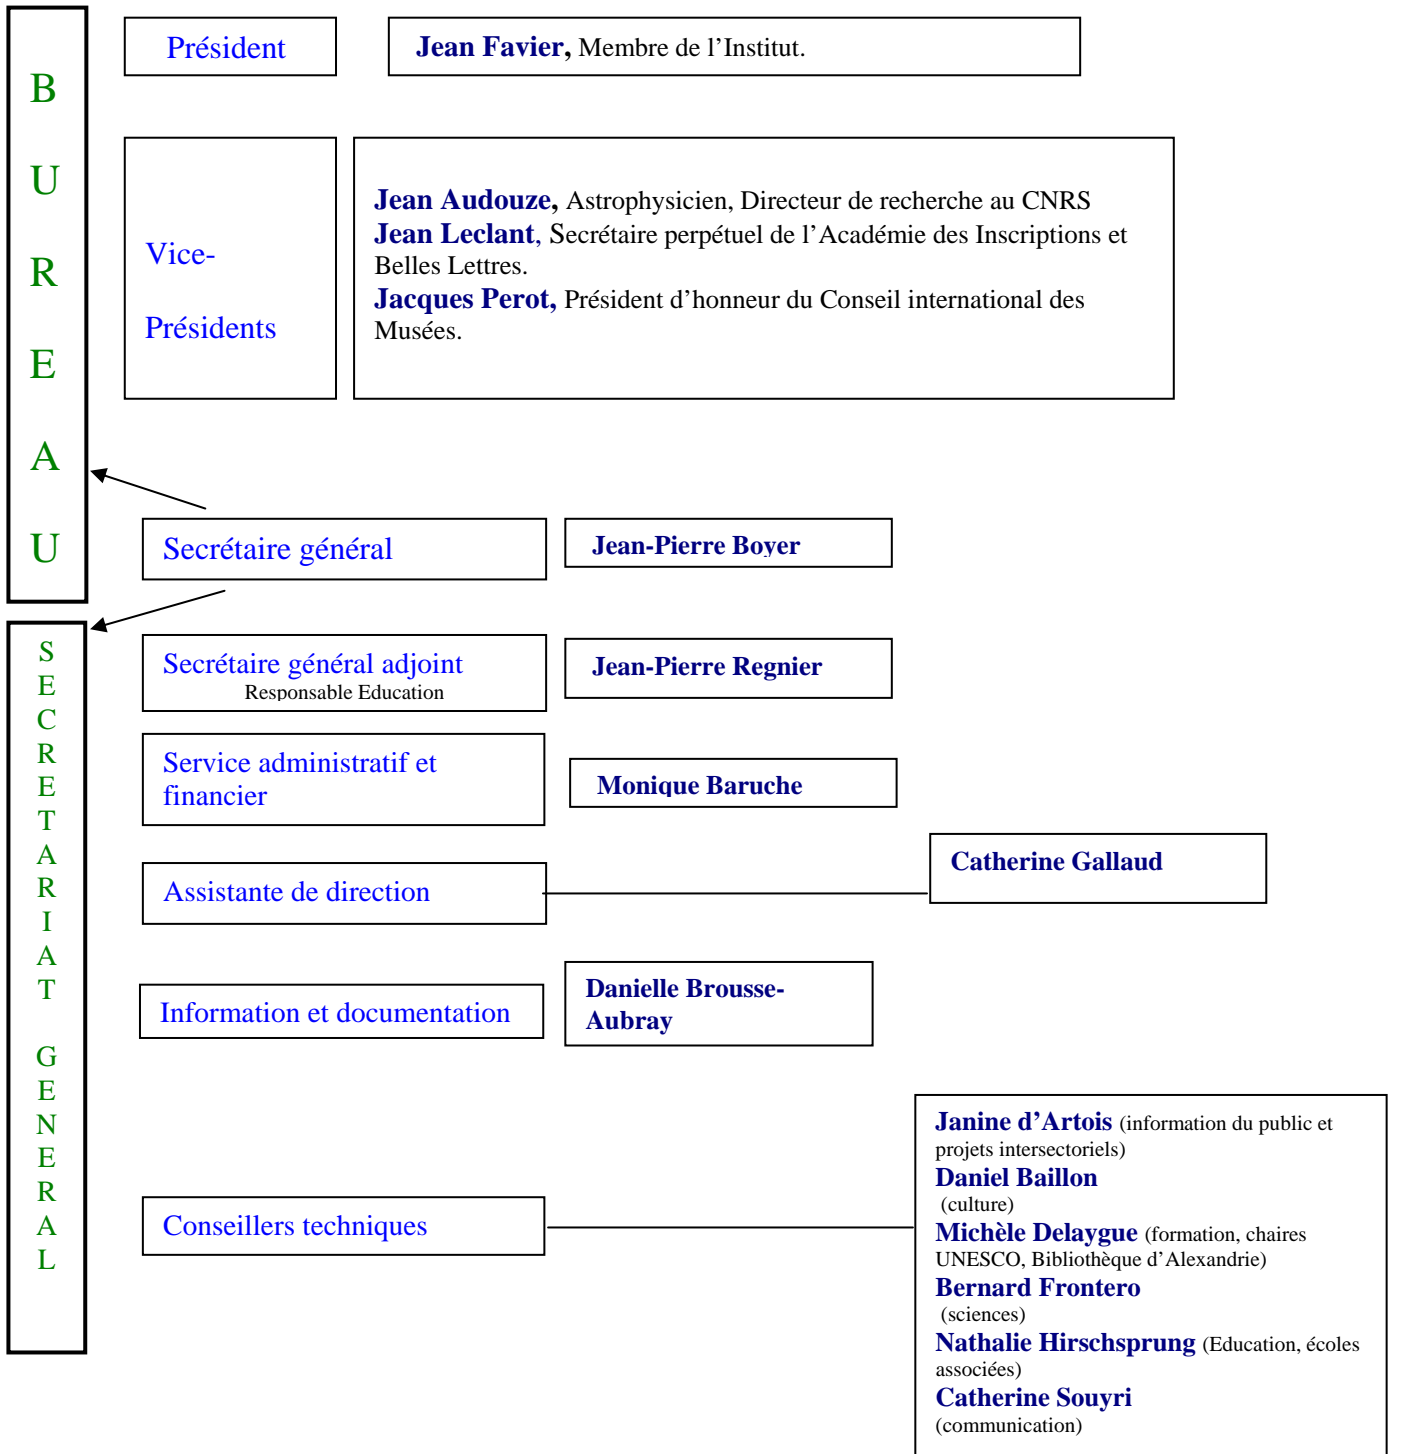 BUREAU
Président
Jean Favier, Membre de l’Institut.
Vice-
Présidents
Jean Audouze, Astrophysicien, Directeur de recherche au CNRS
Jean Leclant, Secrétaire perpétuel de l’Académie des Inscriptions et
Belles Lettres.
Jacques Perot, Président d’honneur du Conseil international des
Musées.
Secrétaire général
Jean-Pierre Boyer
SECRETARIAT GENERAL
Secrétaire général adjoint
Responsable Education
Jean-Pierre Regnier
Service administratif et
financier
Monique Baruche
Assistante de direction
Catherine Gallaud
Information et documentation
Danielle Brousse-
Aubray
Conseillers techniques
Janine d’Artois (information du public et
projets intersectoriels)
Daniel Baillon
(culture)
Michèle Delaygue (formation, chaires
UNESCO, Bibliothèque d’Alexandrie)
Bernard Frontero
(sciences)
Nathalie Hirschsprung (Education, écoles
associées)
Catherine Souyri
(communication)